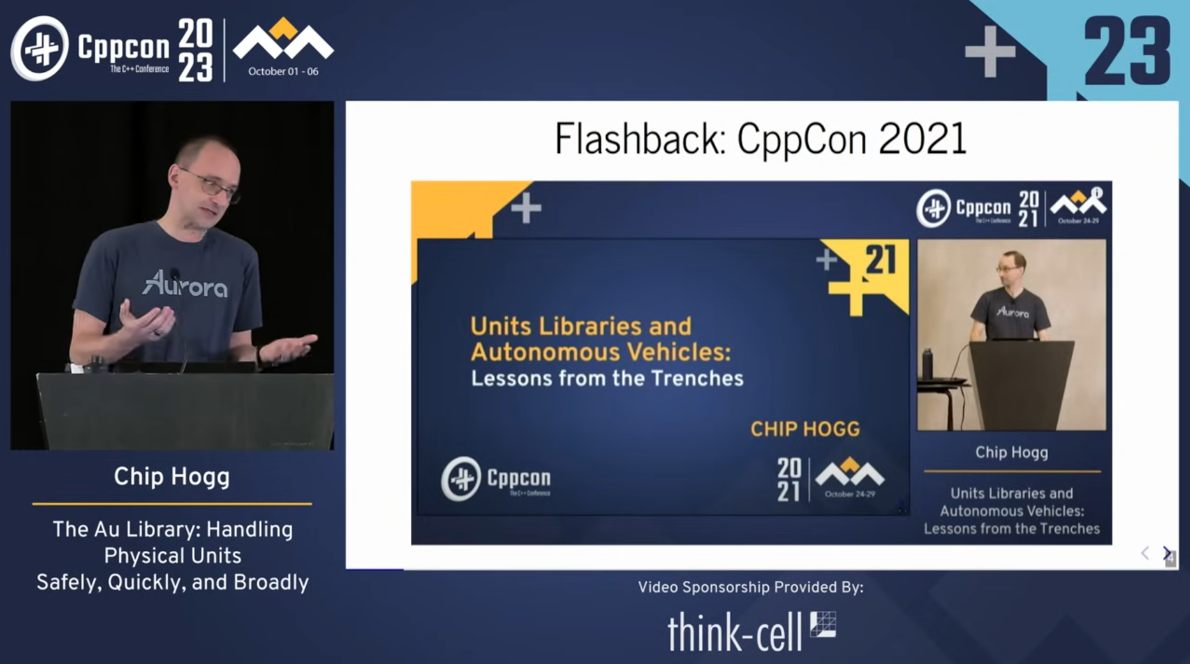 Cppcon
The C++ Conference
20
23
October 01 - 06
23
Aurora
Chip Hogg
The Au Library: Handling
Physical Units
Safely, Quickly, and Broadly
Flashback: CppCon 2021
Cppcon
20
21
October 24-29
21
Units Libraries and
Autonomous Vehicles:
Lessons from the Trenches
CHIP HOGG
Cppcon
The C++ Conference
20
21
October 24-29
Aurora
Chip Hogg
Units Libraries and
Autonomous Vehicles:
Lessons from the Trenches
4
Video Sponsorship Provided By:
think-cell